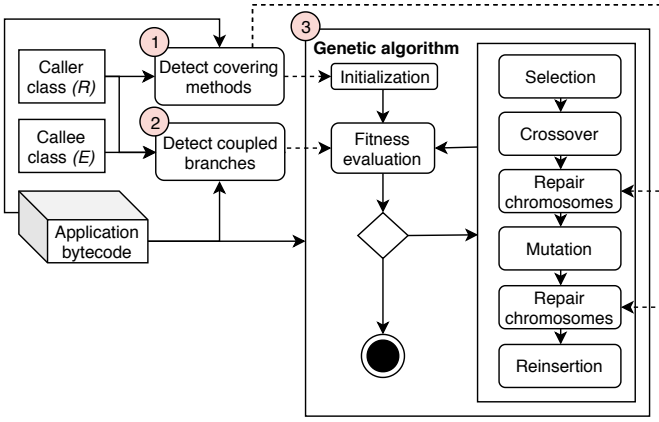 1
Detect covering
methods
Caller
class (R)
2
Detect coupled
branches
Callee
class (E)
Application
bytecode
3
Genetic algorithm
Initialization
Fitness
evaluation
Selection
Crossover
Repair
chromosomes
Mutation
Repair
chromosomes
Reinsertion